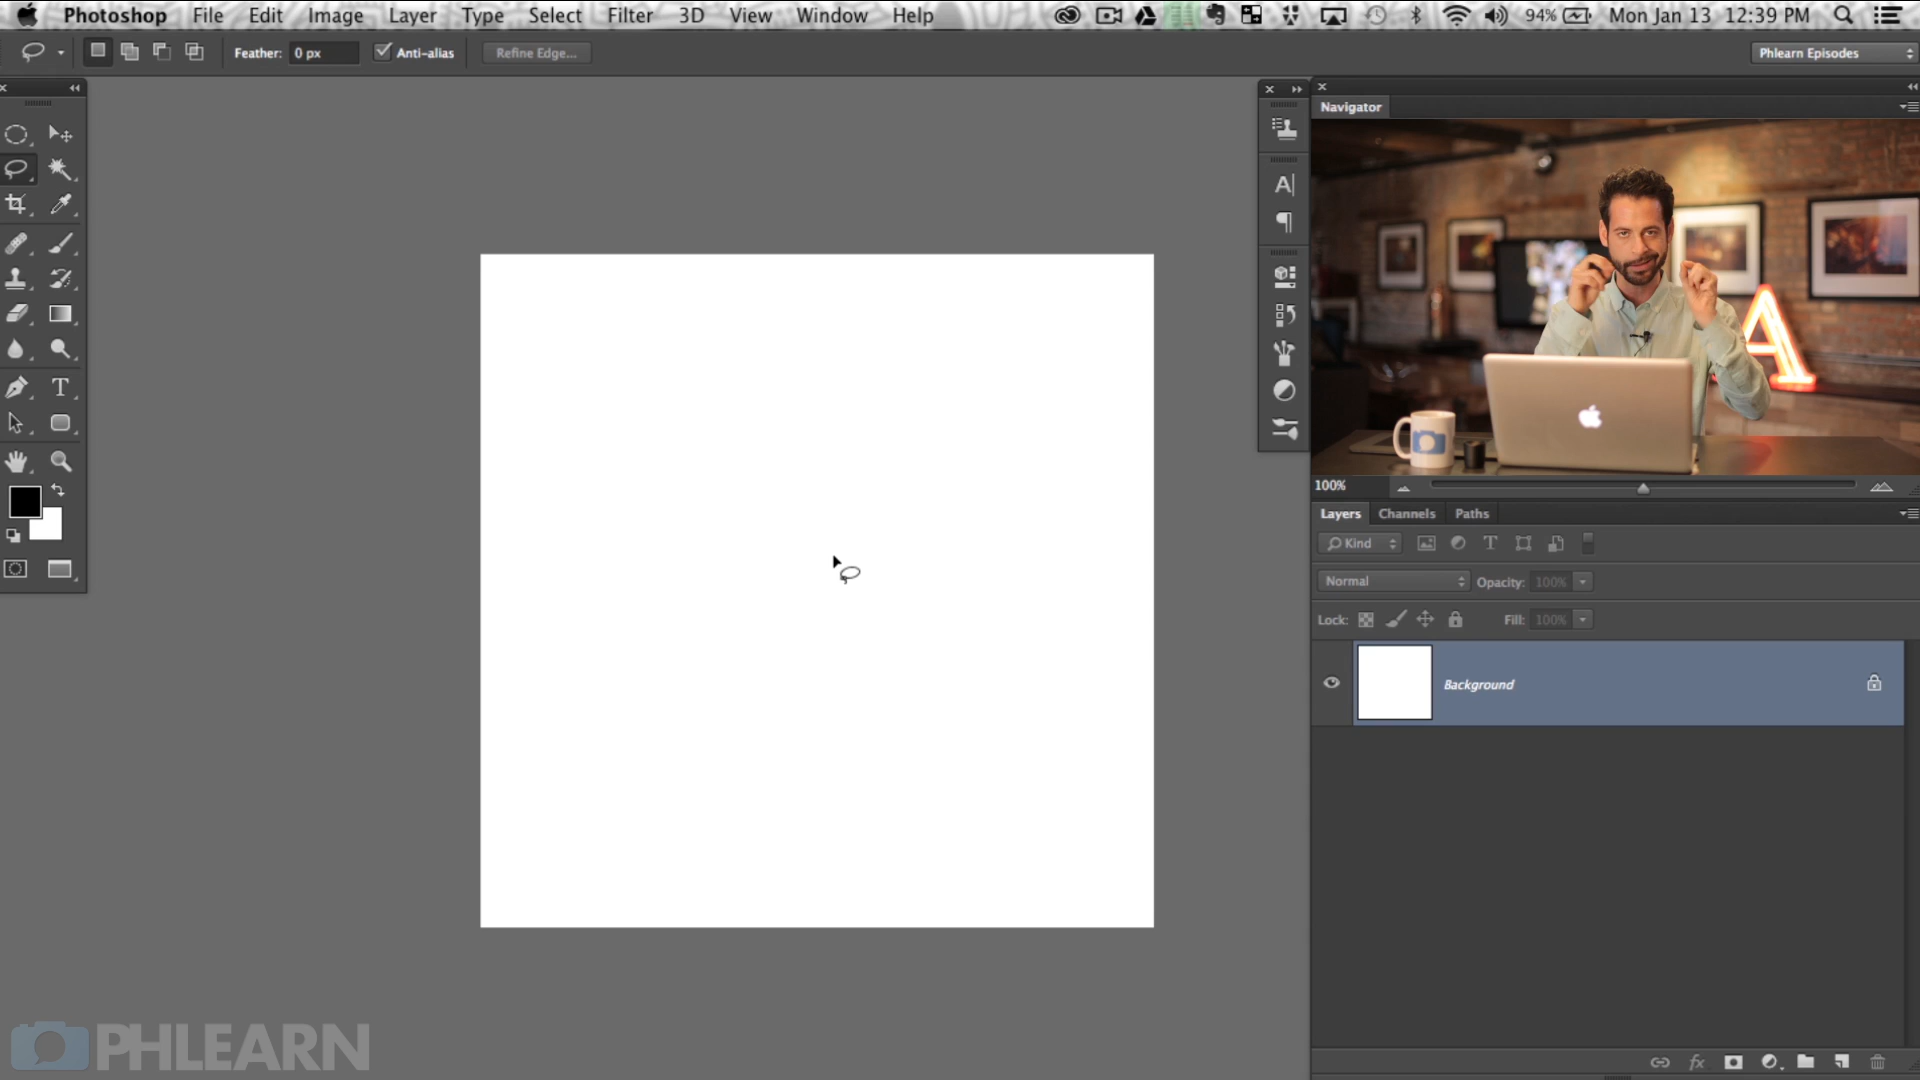 Photoshop File Edit Image Layer Type Select Filter 3D View Window Help 94% Mon Jan 13 12:39 PM
Feather: 0 px Anti-alias Refine Edge... Phlearn Episodes
Navigator
A
100%
Layers Channels Paths
Kind
Normal Opacity: 100%
Lock: Fill: 100%
Background
PHLEARN